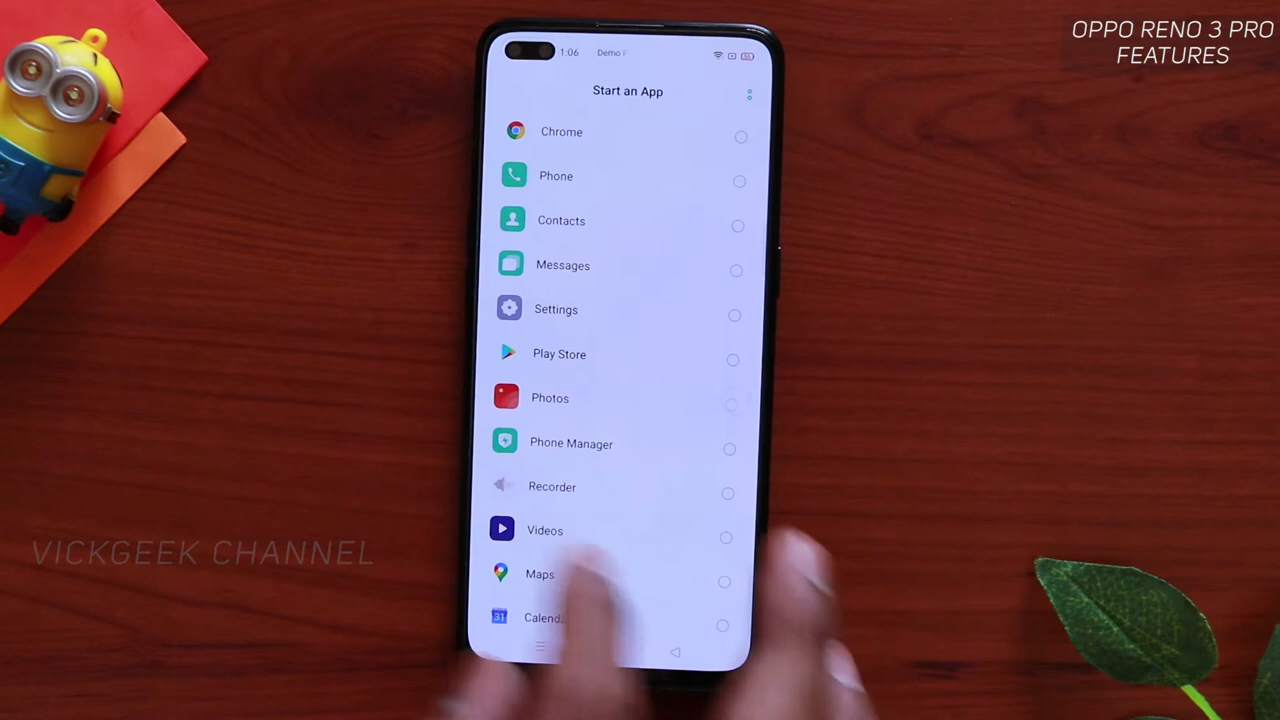 OPPO RENO 3 PRO
FEATURES
1:06
Start an App
Chrome
Phone
Contacts
Messages
Settings
Play Store
Photos
Phone Manager
Recorder
Videos
Maps
31
VICKGEEK CHANNEL